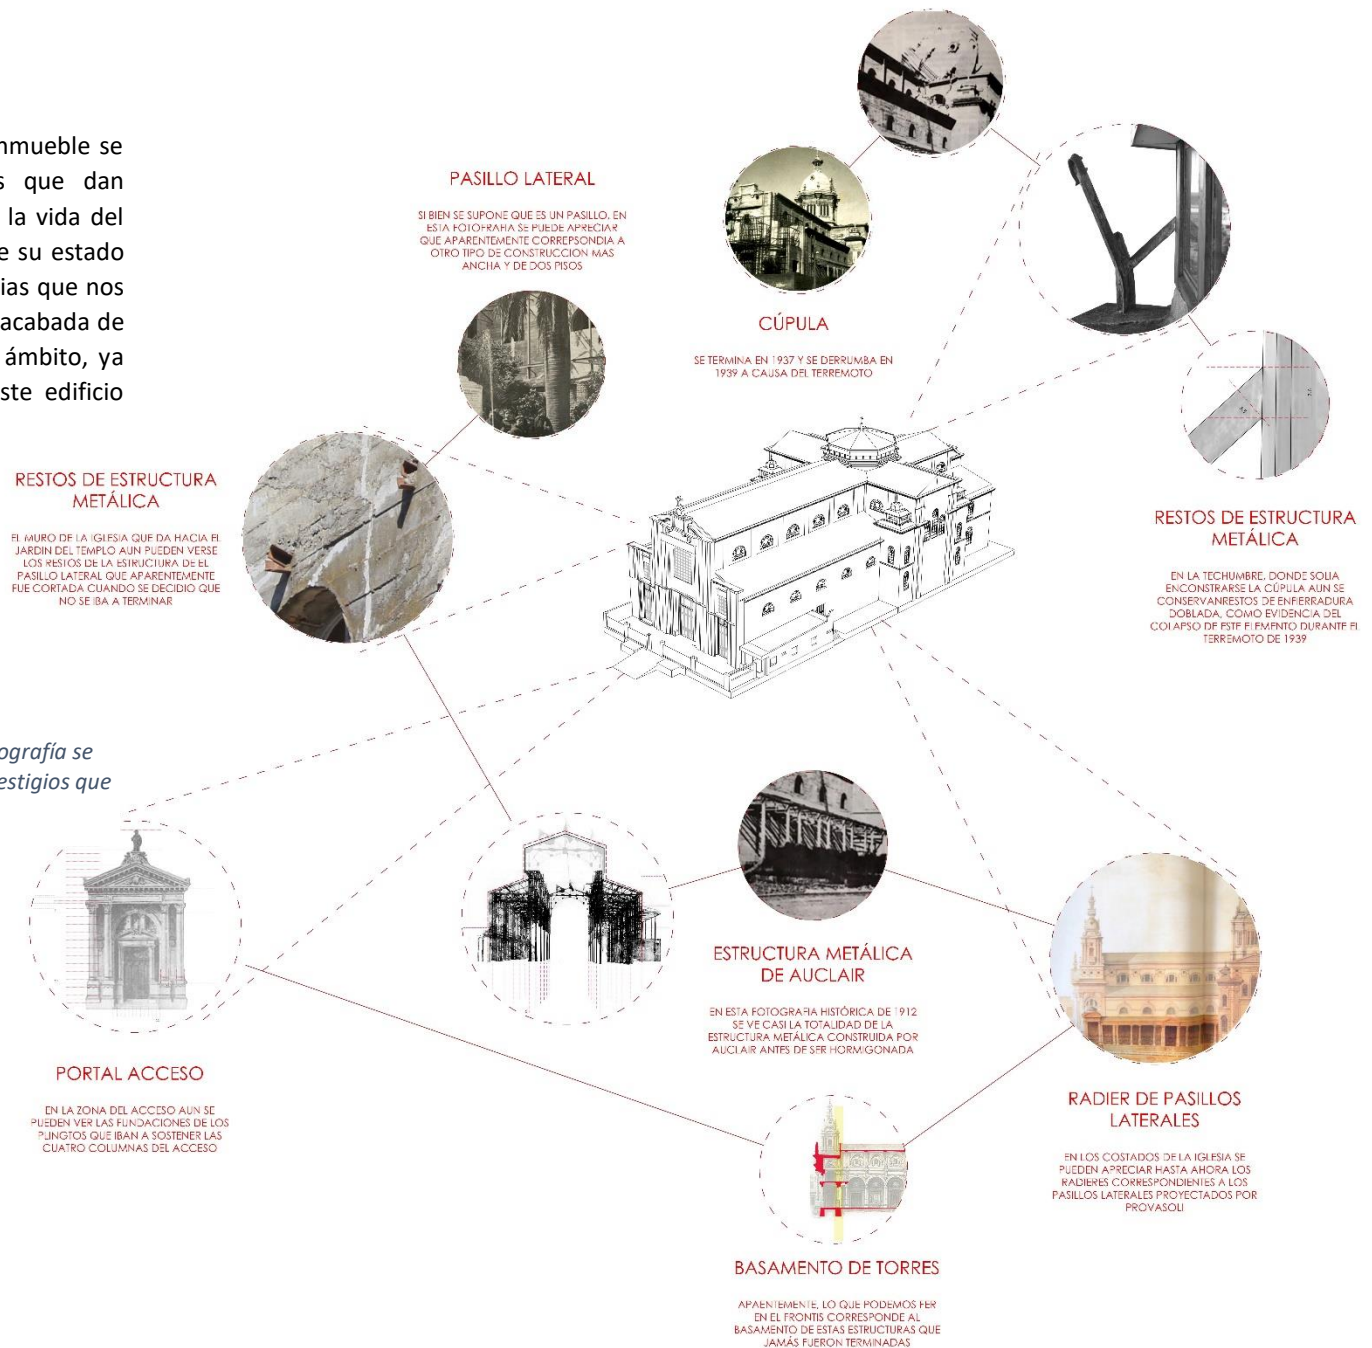 nmueble se
s que dan
la vida del
e su estado
ias que nos
acabada de
ámbito, ya
ste edificio
PASILLO LATERAL
SI BIEN SE SUPONE QUE ES UN PASILLO, EN
ESTA FOTOFRAFIA SE PUEDE APRECIAR
QUE APARENTEMENTE CORREPSONDIA A
OTRO TIPO DE CONSTRUCCION MAS
ANCHA Y DE DOS PISOS
CÚPULA
SE TERMINA EN 1937 Y SE DERRUMBA EN
1939 A CAUSA DEL TERREMOTO
RESTOS DE ESTRUCTURA
METÁLICA
EL MURO DE LA IGLESIA QUE DA HACIA EL
JARDIN DEL TEMPLO AUN PUEDEN VERSE
LOS RESTOS DE LA ESTRUCTURA DE EL
PASILLO LATERAL QUE APARENTEMENTE
FUE CORTADA CUANDO SE DECIDIO QUE
NO SE IBA A TERMINAR
RESTOS DE ESTRUCTURA
METÁLICA
EN LA TECHUMBRE, DONDE SOLIA
ENCONSTRARSE LA CÚPULA AUN SE
CONSERVANRESTOS DE ENFIERRADURA
DOBLADA, COMO EVIDENCIA DEL
COLAPSO DE ESTE ELEMENTO DURANTE EL
TERREMOTO DE 1939
ografía se
estigios que
ESTRUCTURA METÁLICA
DE AUCLAIR
EN ESTA FOTOGRAFIA HISTÓRICA DE 1912
SE VE CASI LA TOTALIDAD DE LA
ESTRUCTURA METÁLICA CONSTRUIDA POR
AUCLAIR ANTES DE SER HORMIGONADA
PORTAL ACCESO
EN LA ZONA DEL ACCESO AUN SE
PUEDEN VER LAS FUNDACIONES DE LOS
PLINGTOS QUE IBAN A SOSTENER LAS
CUATRO COLUMNAS DEL ACCESO
RADIER DE PASILLOS
LATERALES
EN LOS COSTADOS DE LA IGLESIA SE
PUEDEN APRECIAR HASTA AHORA LOS
RADIERES CORRESPONDIENTES A LOS
PASILLOS LATERALES PROYECTADOS POR
PROVASOLI
BASAMENTO DE TORRES
APAENTEMENTE, LO QUE PODEMOS FER
EN EL FRONTIS CORRESPONDE AL
BASAMENTO DE ESTAS ESTRUCTURAS QUE
JAMÁS FUERON TERMINADAS